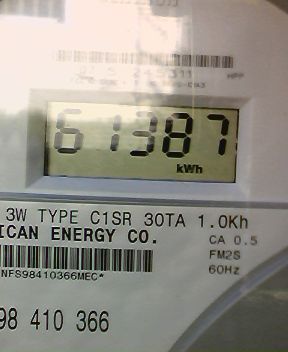 61387
kWh
3W TYPE C1SR 30TA 1.0Kh
ICAN ENERGY CO.
CA 0.5
FM2S
60Hz
NFS98410366MEC*
98 410 366